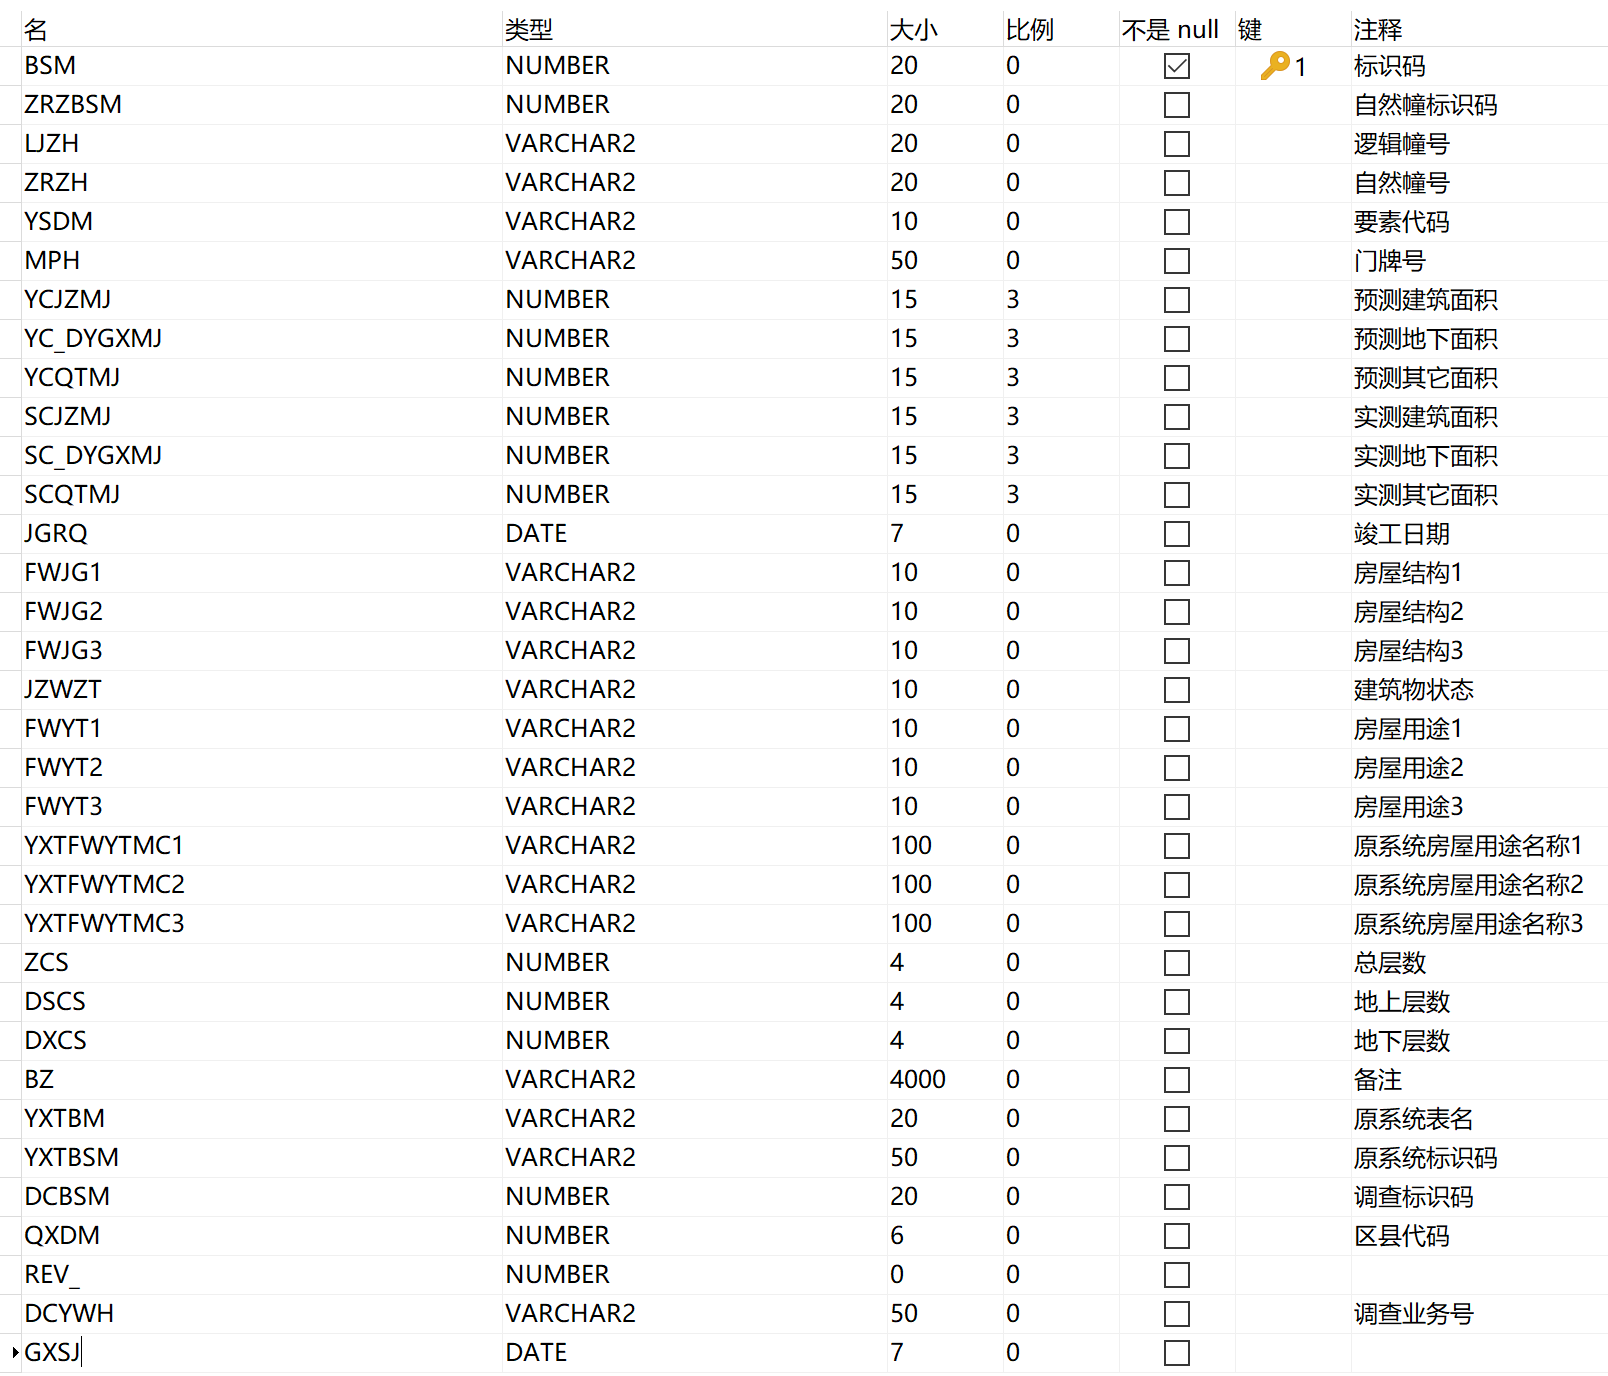 名 类型 大小 比例 不是 null 键 注释
BSM NUMBER 20 0 1 标识码
ZRZBSM NUMBER 20 0 自然幢标识码
LJZH VARCHAR2 20 0 逻辑幢号
ZRZH VARCHAR2 20 0 自然幢号
YSDM VARCHAR2 10 0 要素代码
MPH VARCHAR2 50 0 门牌号
YCJZMJ NUMBER 15 3 预测建筑面积
YC_DYGXMJ NUMBER 15 3 预测地下面积
YCQTMJ NUMBER 15 3 预测其它面积
SCJZMJ NUMBER 15 3 实测建筑面积
SC_DYGXMJ NUMBER 15 3 实测地下面积
SCQTMJ NUMBER 15 3 实测其它面积
JGRQ DATE 7 0 竣工日期
FWJG1 VARCHAR2 10 0 房屋结构1
FWJG2 VARCHAR2 10 0 房屋结构2
FWJG3 VARCHAR2 10 0 房屋结构3
JZWZT VARCHAR2 10 0 建筑物状态
FWYT1 VARCHAR2 10 0 房屋用途1
FWYT2 VARCHAR2 10 0 房屋用途2
FWYT3 VARCHAR2 10 0 房屋用途3
YXTFWYTMC1 VARCHAR2 100 0 原系统房屋用途名称1
YXTFWYTMC2 VARCHAR2 100 0 原系统房屋用途名称2
YXTFWYTMC3 VARCHAR2 100 0 原系统房屋用途名称3
ZCS NUMBER 4 0 总层数
DSCS NUMBER 4 0 地上层数
DXCS NUMBER 4 0 地下层数
BZ VARCHAR2 4000 0 备注
YXTBM VARCHAR2 20 0 原系统表名
YXTBSM VARCHAR2 50 0 原系统标识码
DCBSM NUMBER 20 0 调查标识码
QXDM NUMBER 6 0 区县代码
REV_ NUMBER 0 0
DCYWH VARCHAR2 50 0 调查业务号
GXSJ DATE 7 0